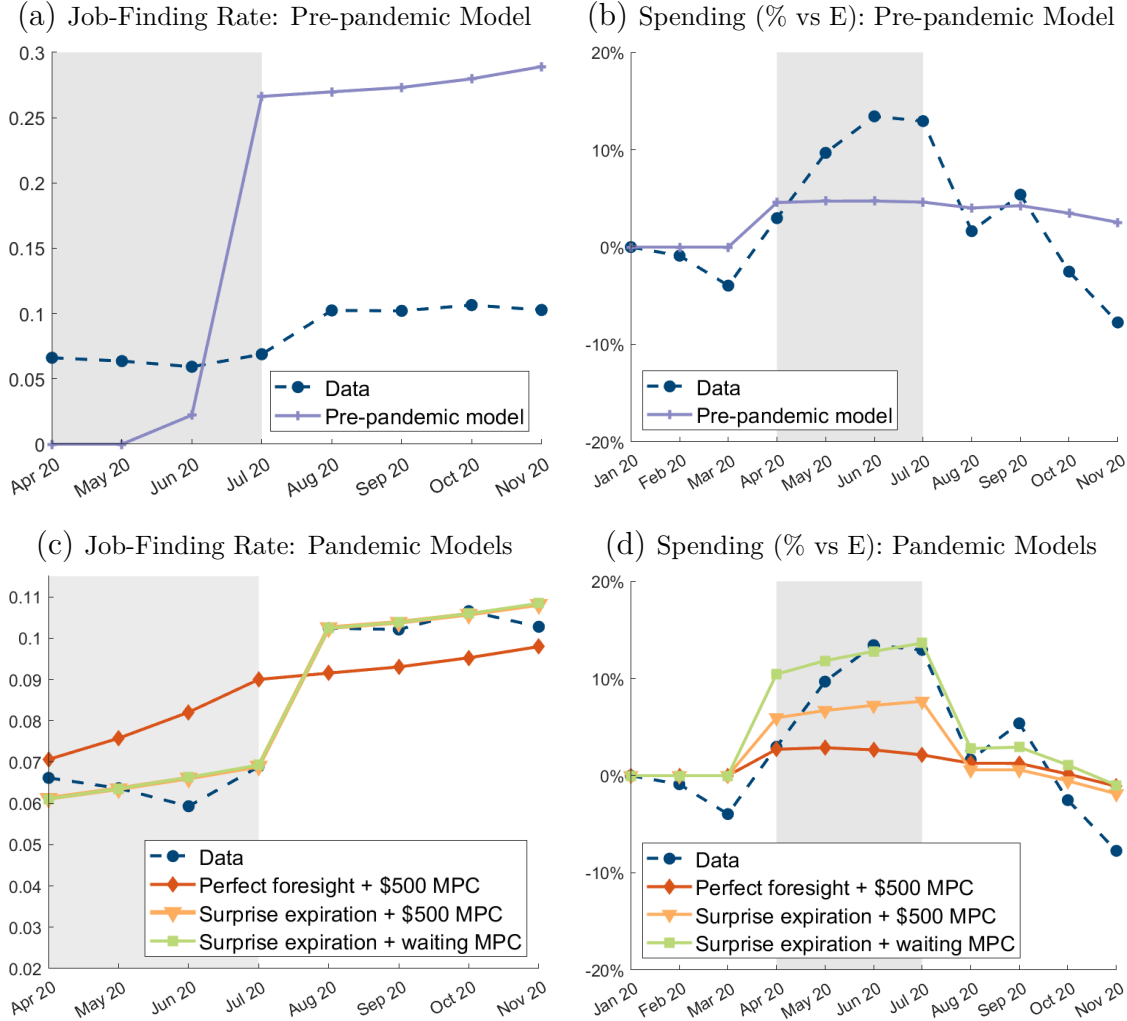 (a) Job-Finding Rate: Pre-pandemic Model
0.3
0.25
0.2
0.15
0.1
0.05
0
Data
Pre-pandemic model
Apr 20
May 20
Jun 20
Jul 20
Aug 20
Sep 20
Oct 20
Nov 20
(b) Spending (% vs E): Pre-pandemic Model
20%
10%
0%
-10%
-20%
Data
Pre-pandemic model
Jan 20
Feb 20
Mar 20
Apr 20
May 20
Jun 20
Jul 20
Aug 20
Sep 20
Oct 20
Nov 20
(c) Job-Finding Rate: Pandemic Models
0.11
0.1
0.09
0.08
0.07
0.06
0.05
0.04
0.03
0.02
Data
Perfect foresight + $500 MPC
Surprise expiration + $500 MPC
Surprise expiration + waiting MPC
Apr 20
May 20
Jun 20
Jul 20
Aug 20
Sep 20
Oct 20
Nov 20
(d) Spending (% vs E): Pandemic Models
20%
10%
0%
-10%
-20%
Data
Perfect foresight + $500 MPC
Surprise expiration + $500 MPC
Surprise expiration + waiting MPC
Jan 20
Feb 20
Mar 20
Apr 20
May 20
Jun 20
Jul 20
Aug 20
Sep 20
Oct 20
Nov 20